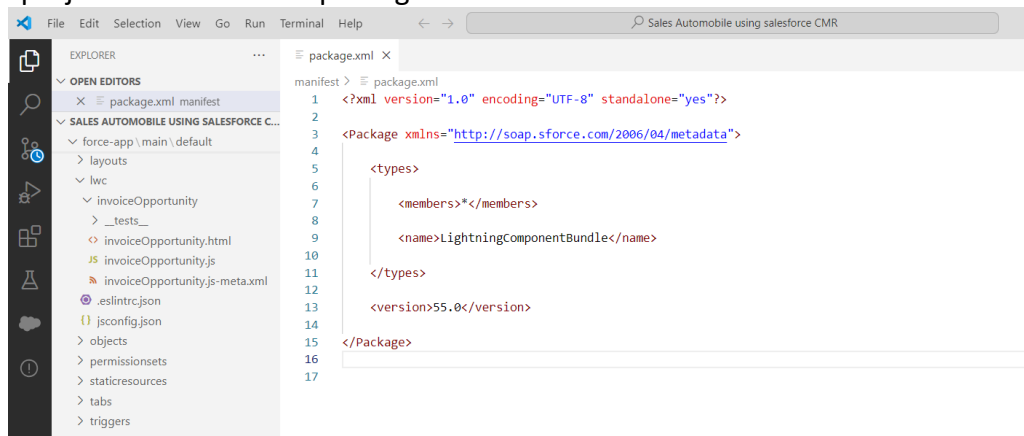 File Edit Selection View Go Run Terminal Help Sales Automobile using salesforce CMR
EXPLORER
OPEN EDITORS
package.xml manifest
SALES AUTOMOBILE USING SALESFORCE C...
force-app\main\default
layouts
lwc
invoiceOpportunity
__tests__
invoiceOpportunity.html
JS invoiceOpportunity.js
invoiceOpportunity.js-meta.xml
.eslintrc.json
{} jsconfig.json
objects
permissionsets
staticresources
tabs
triggers
package.xml
manifest > package.xml
1 <?xml version="1.0" encoding="UTF-8" standalone="yes"?>
2
3 <Package xmlns="http://soap.sforce.com/2006/04/metadata">
4
5 <types>
6
7 <members>*</members>
8
9 <name>LightningComponentBundle</name>
10
11 </types>
12
13 <version>55.0</version>
14
15 </Package>
16
17